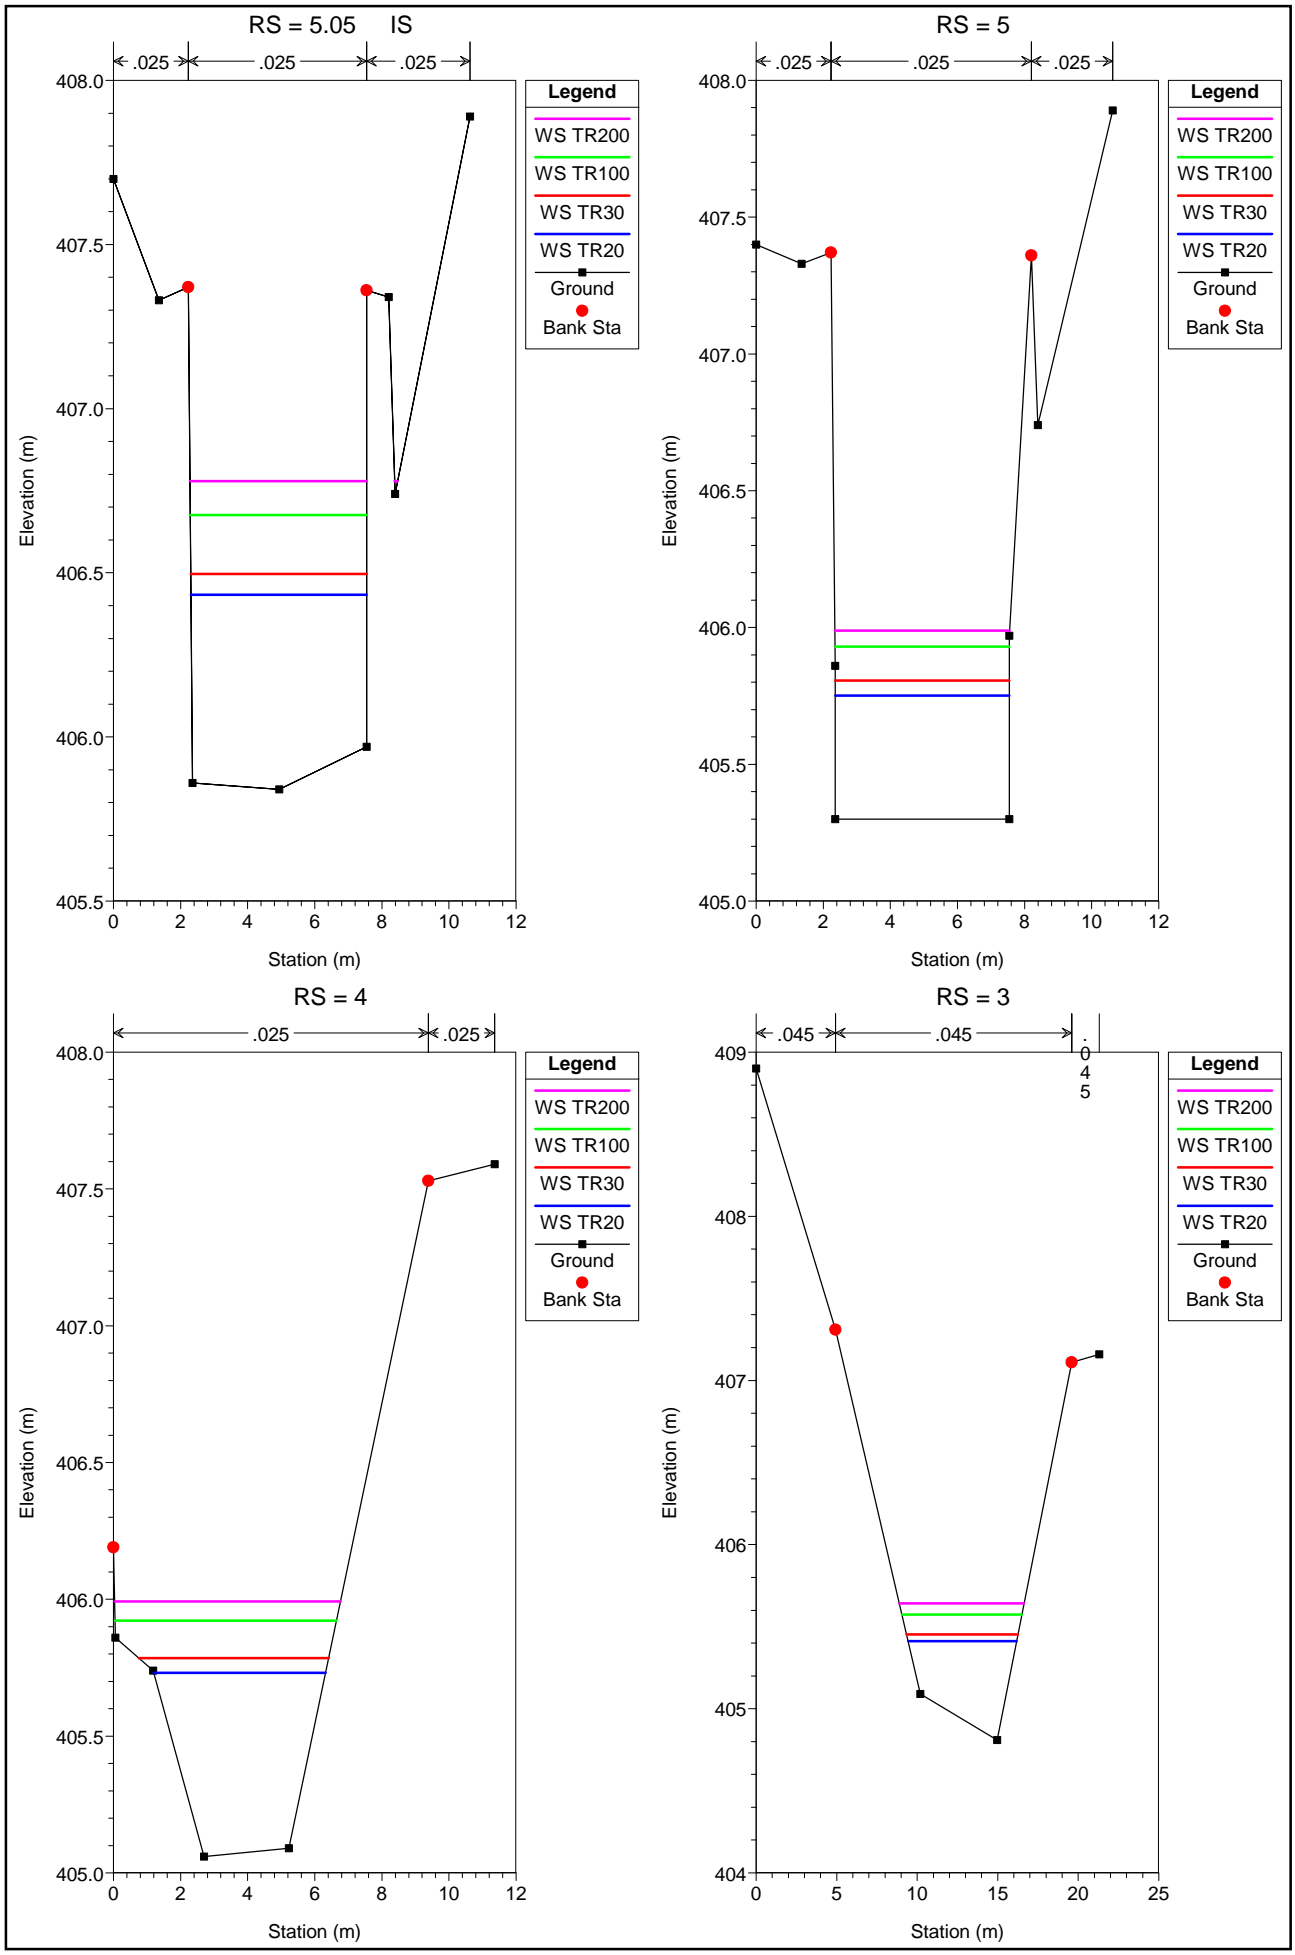 RS = 5.05 IS
.025 .025 .025
408.0
407.5
407.0
406.5
406.0
405.5
0 2 4 6 8 10 12
Station (m)
Elevation (m)
Legend
WS TR200
WS TR100
WS TR30
WS TR20
Ground
Bank Sta
RS = 5
.025 .025 .025
408.0
407.5
407.0
406.5
406.0
405.5
405.0
0 2 4 6 8 10 12
Station (m)
Elevation (m)
Legend
WS TR200
WS TR100
WS TR30
WS TR20
Ground
Bank Sta
RS = 4
.025 .025
408.0
407.5
407.0
406.5
406.0
405.5
405.0
0 2 4 6 8 10 12
Station (m)
Elevation (m)
Legend
WS TR200
WS TR100
WS TR30
WS TR20
Ground
Bank Sta
RS = 3
.045 .045 .045
409
408
407
406
405
404
0 5 10 15 20 25
Station (m)
Elevation (m)
Legend
WS TR200
WS TR100
WS TR30
WS TR20
Ground
Bank Sta